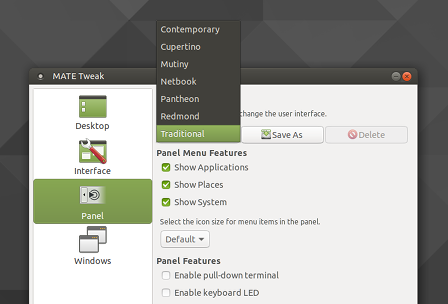 Contemporary
Cupertino
Mutiny
Netbook
Pantheon
Redmond
Traditional
MATE Tweak
change the user interface.
Save As
Delete
Desktop
Interface
Panel
Windows
Panel Menu Features
Show Applications
Show Places
Show System
Select the icon size for menu items in the panel.
Default
Panel Features
Enable pull-down terminal
Enable keyboard LED